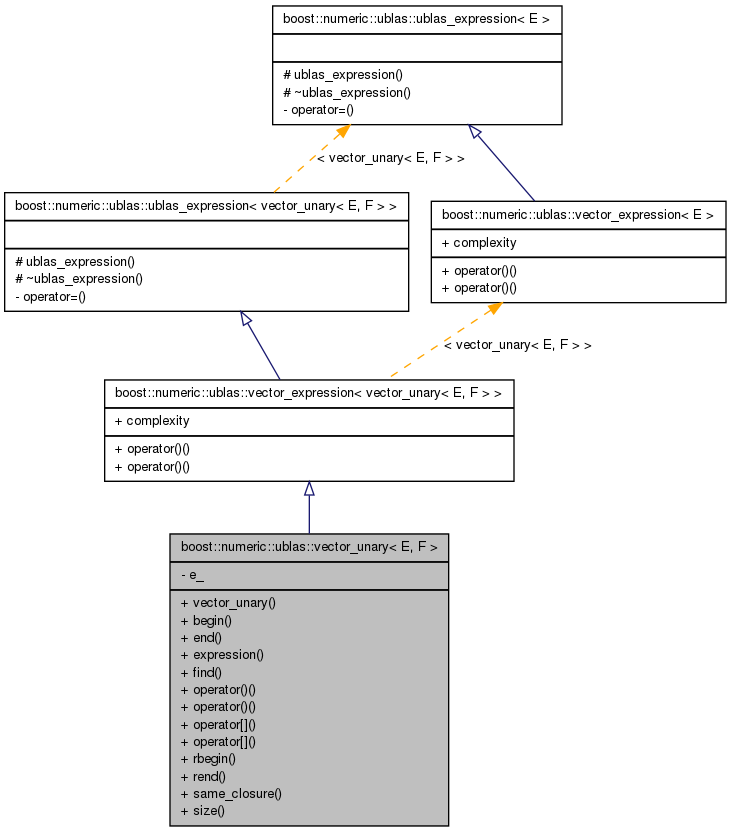 boost::numeric::ublas::ublas_expression< E >
# ublas_expression()
# ~ublas_expression()
- operator=()
< vector_unary< E, F > >
boost::numeric::ublas::ublas_expression< vector_unary< E, F > >
# ublas_expression()
# ~ublas_expression()
- operator=()
boost::numeric::ublas::vector_expression< E >
+ complexity
+ operator()()
+ operator()()
< vector_unary< E, F > >
boost::numeric::ublas::vector_expression< vector_unary< E, F > >
+ complexity
+ operator()()
+ operator()()
boost::numeric::ublas::vector_unary< E, F >
- e_
+ vector_unary()
+ begin()
+ end()
+ expression()
+ find()
+ operator()()
+ operator()()
+ operator[]()
+ operator[]()
+ rbegin()
+ rend()
+ same_closure()
+ size()